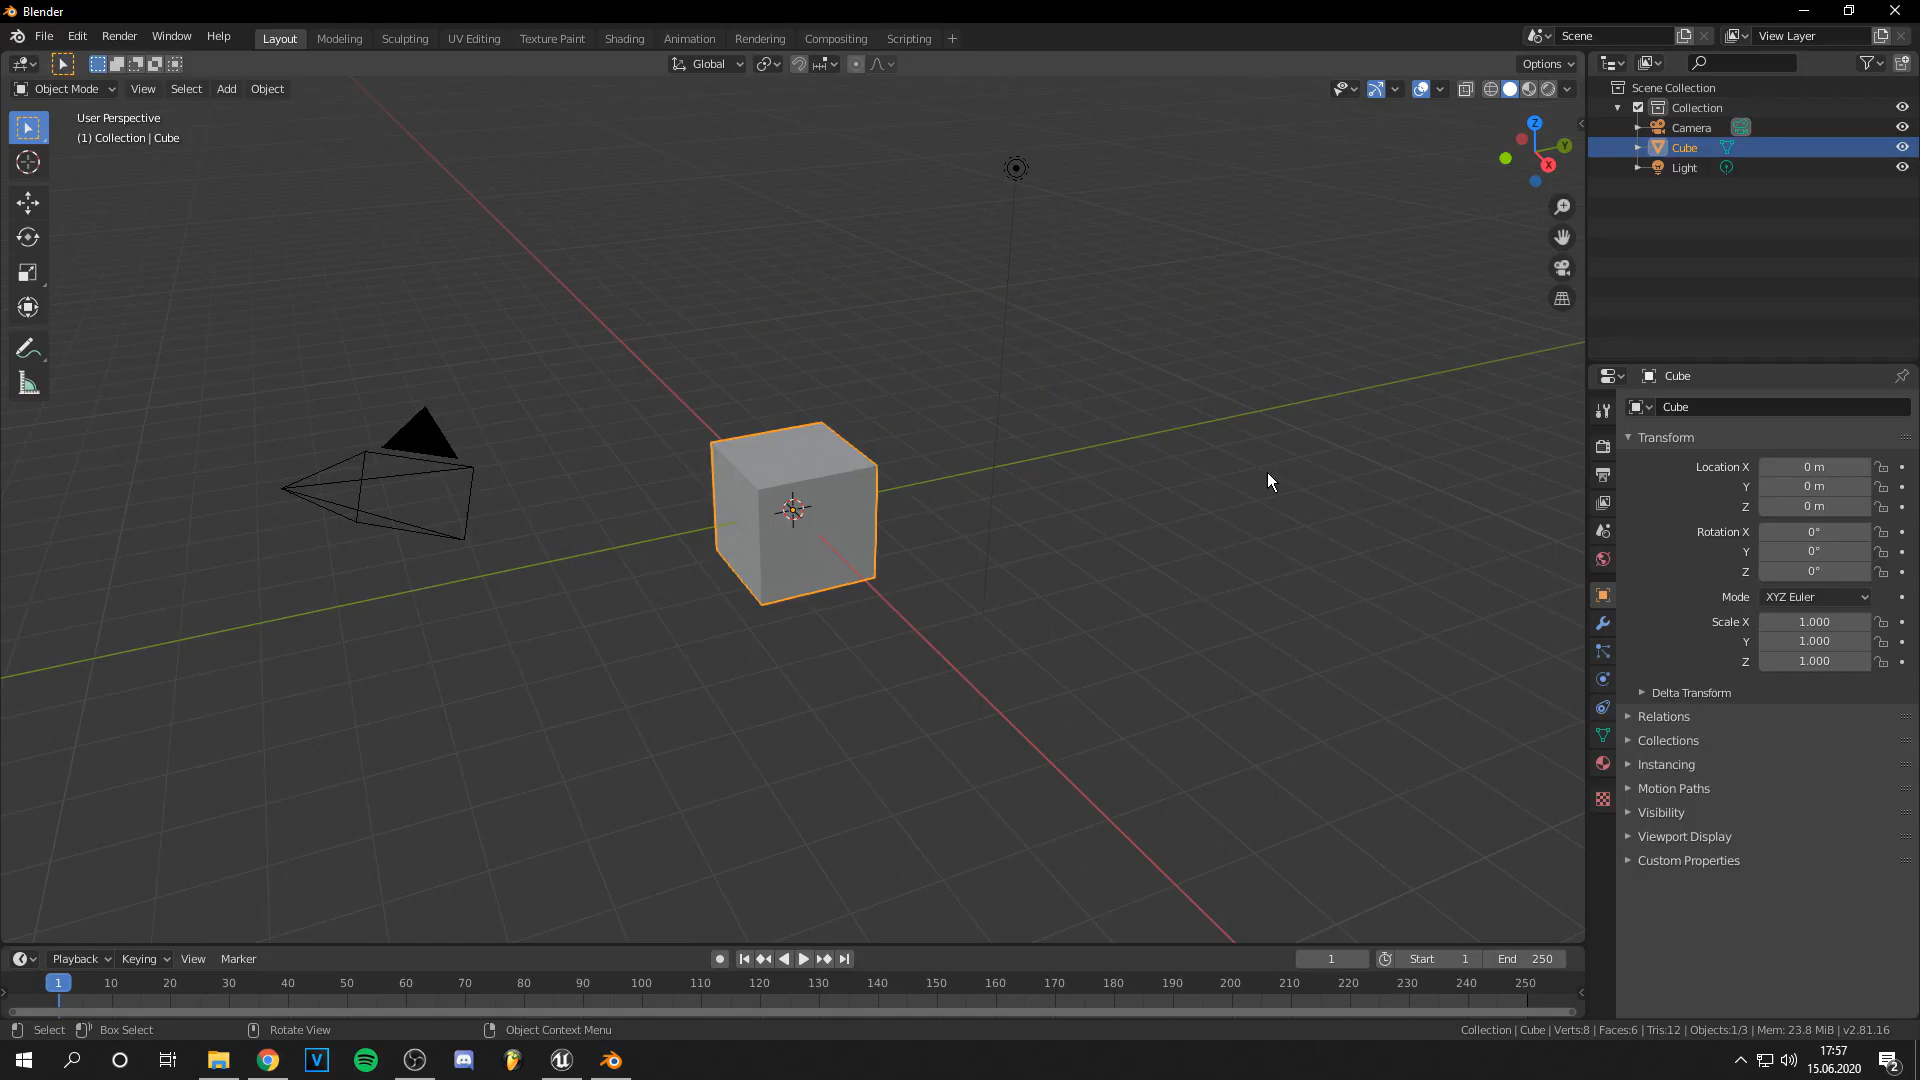 Blender
File Edit Render Window Help
Layout Modeling Sculpting UV Editing Texture Paint Shading Animation Rendering Compositing Scripting +
Scene View Layer
Global Options
Object Mode View Select Add Object
User Perspective
(1) Collection | Cube
Z
Y
X
Scene Collection
Collection
Camera
Cube
Light
Cube
Cube
Transform
Location X 0 m
Y 0 m
Z 0 m
Rotation X 0°
Y 0°
Z 0°
Mode XYZ Euler
Scale X 1.000
Y 1.000
Z 1.000
Delta Transform
Relations
Collections
Instancing
Motion Paths
Visibility
Viewport Display
Custom Properties
Playback Keying View Marker 1 Start 1 End 250
1 10 20 30 40 50 60 70 80 90 100 110 120 130 140 150 160 170 180 190 200 210 220 230 240 250
Select Box Select Rotate View Object Context Menu Collection | Cube | Verts:8 | Faces:6 | Tris:12 | Objects:1/3 | Mem: 23.8 MiB | v2.81.16
V
17:57
15.06.2020
2